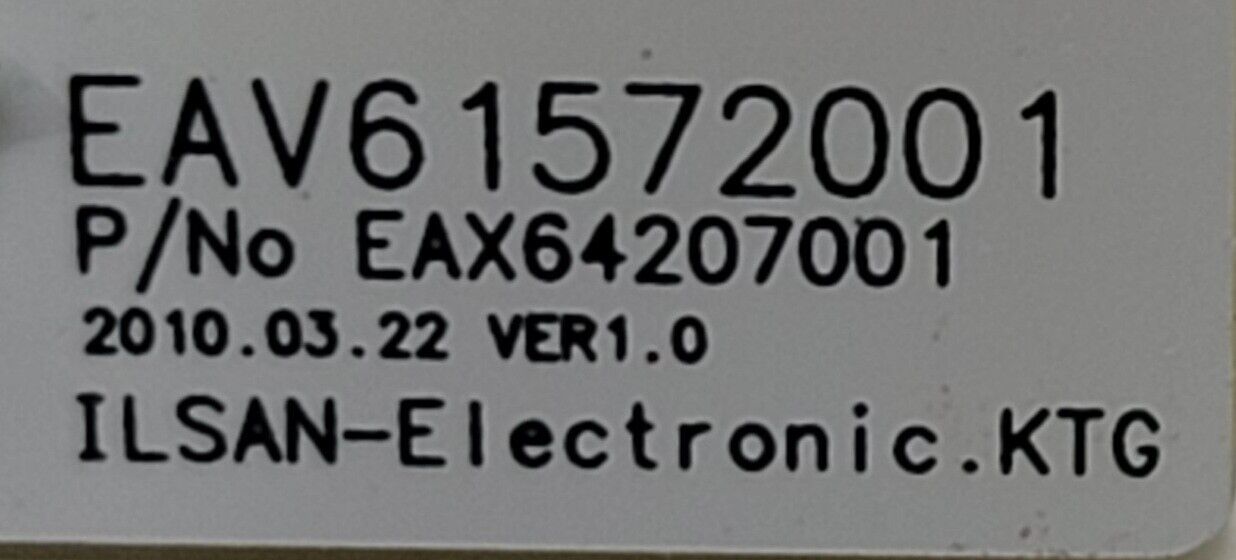 EAV61572001
P/No EAX64207001
2010.03.22 VER1.0
ILSAN-Electronic.KTG